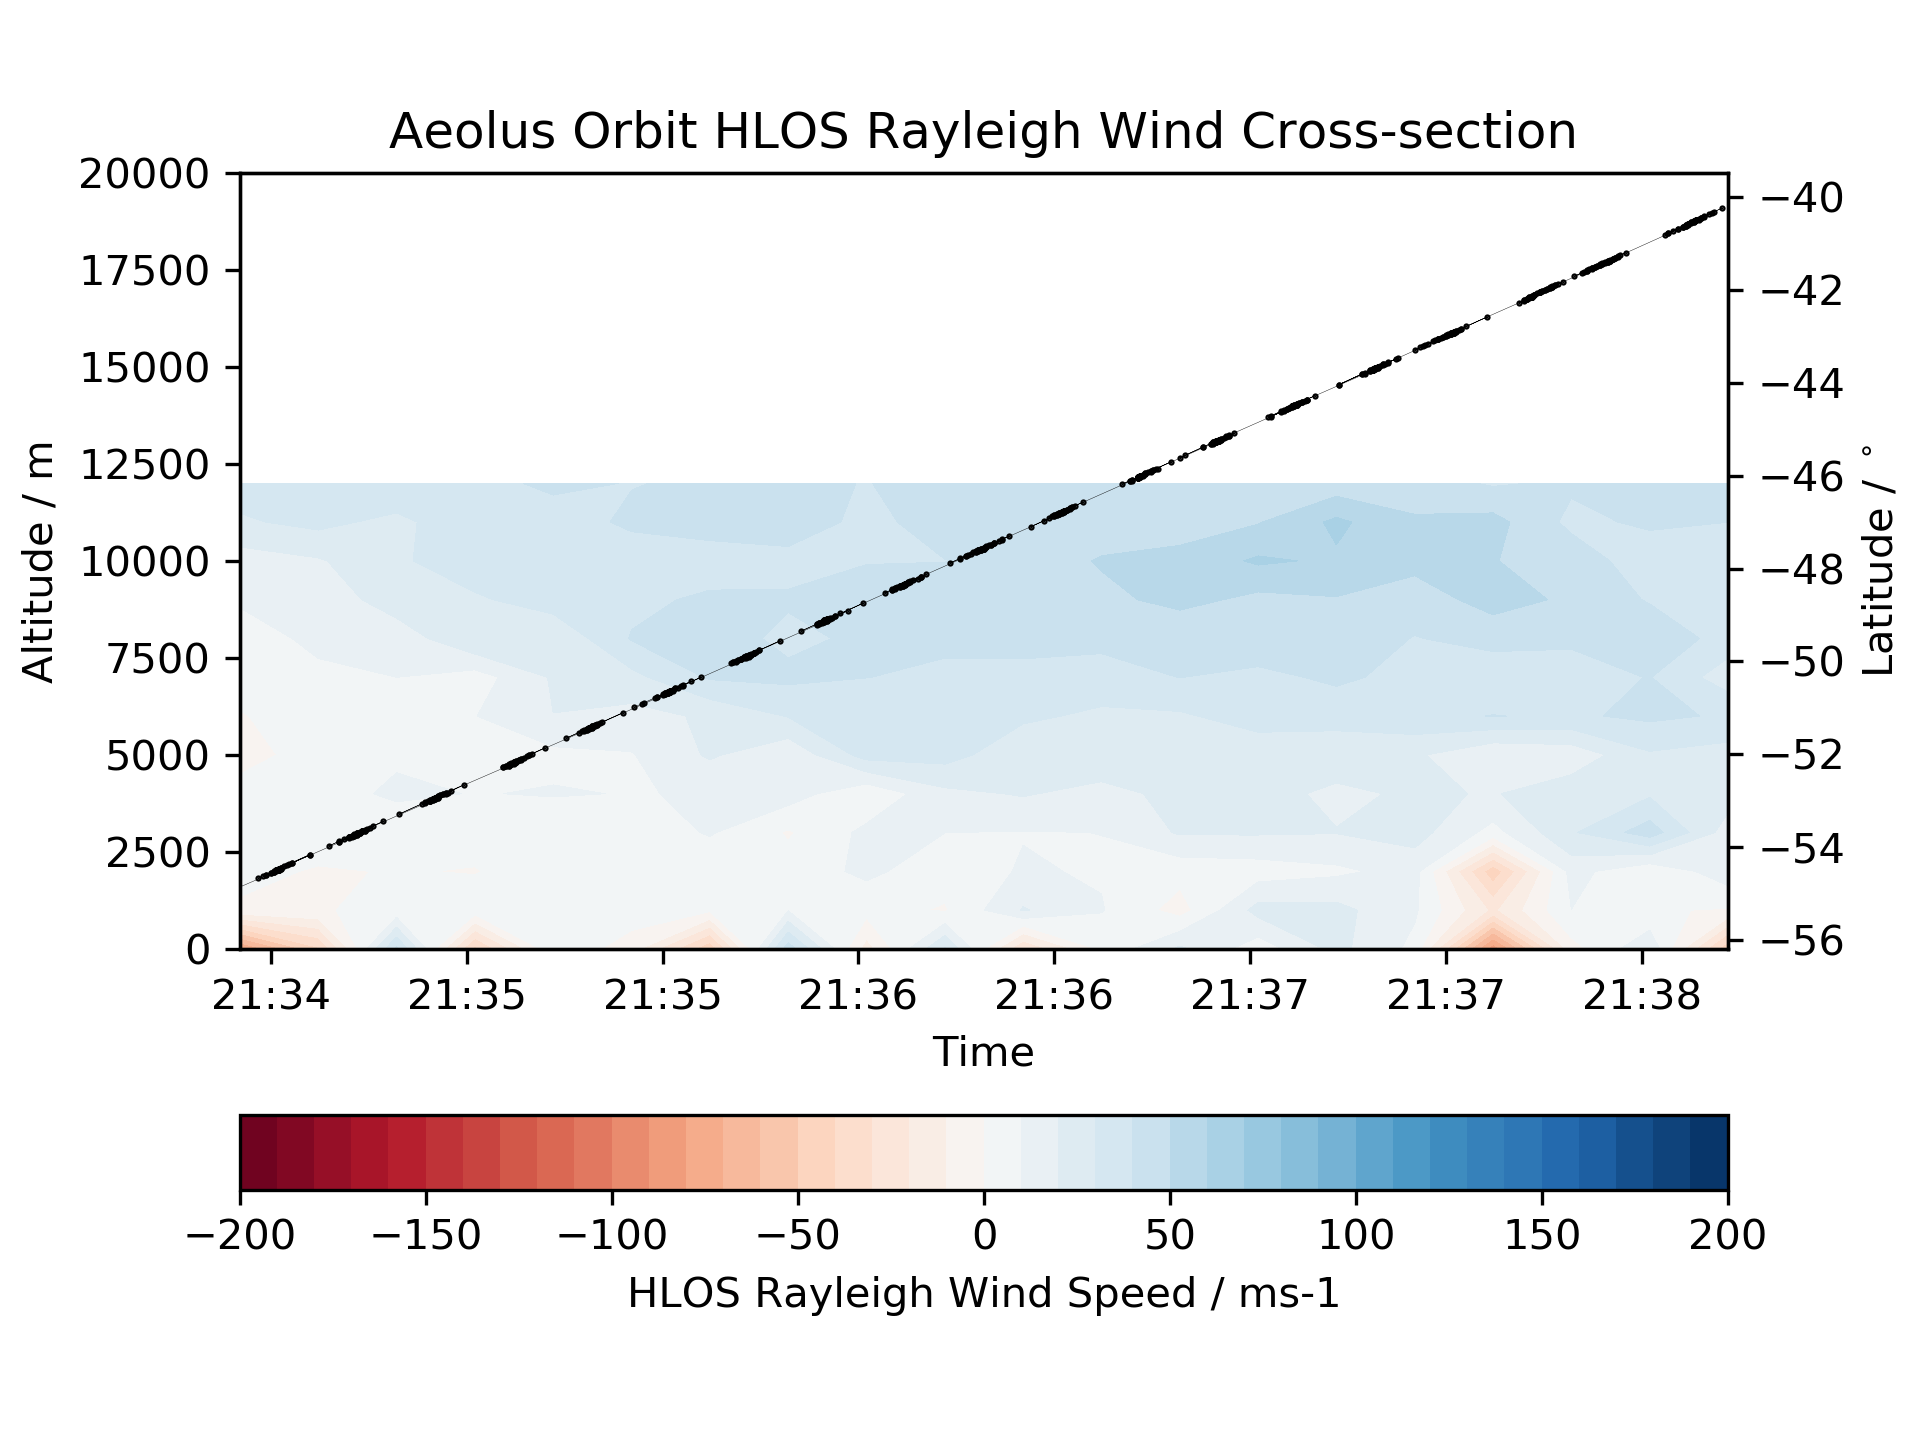 Aeolus Orbit HLOS Rayleigh Wind Cross-section
20000
17500
15000
12500
10000
7500
5000
2500
0
Altitude / m
−40
−42
−44
−46
−48
−50
−52
−54
−56
Latitude / °
21:34 21:35 21:35 21:36 21:36 21:37 21:37 21:38
Time
−200 −150 −100 −50 0 50 100 150 200
HLOS Rayleigh Wind Speed / ms-1